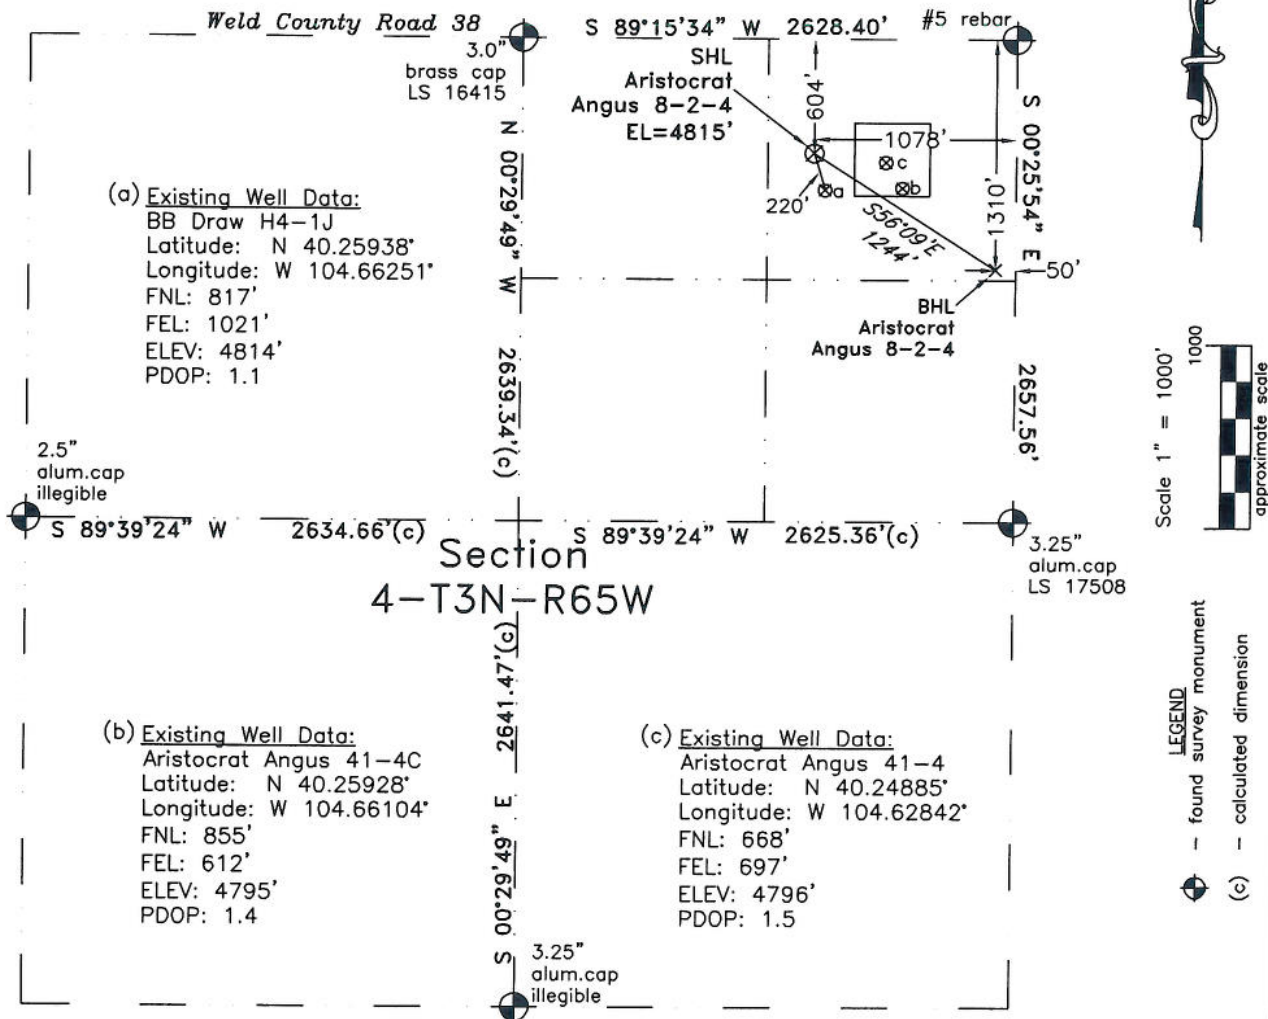 Weld County Road 38
S 89°15'34" W 2628.40'
#5 rebar
3.0"
brass cap
LS 16415
SHL
Aristocrat
Angus 8-2-4
EL=4815'
604'
1078'
c
a
b
220'
S56°09'E
1244'
1310'
S 00°25'54" E
2657.56'
50'
BHL
Aristocrat
Angus 8-2-4
N 00°29'49" W
2639.34'(c)
(a) Existing Well Data:
BB Draw H4-1J
Latitude: N 40.25938°
Longitude: W 104.66251°
FNL: 817'
FEL: 1021'
ELEV: 4814'
PDOP: 1.1
2.5"
alum.cap
illegible
S 89°39'24" W 2634.66'(c)
S 89°39'24" W 2625.36'(c)
Section
4-T3N-R65W
3.25"
alum.cap
LS 17508
S 00°29'49" E 2641.47'(c)
(b) Existing Well Data:
Aristocrat Angus 41-4C
Latitude: N 40.25928°
Longitude: W 104.66104°
FNL: 855'
FEL: 612'
ELEV: 4795'
PDOP: 1.4
(c) Existing Well Data:
Aristocrat Angus 41-4
Latitude: N 40.24885°
Longitude: W 104.62842°
FNL: 668'
FEL: 697'
ELEV: 4796'
PDOP: 1.5
3.25"
alum.cap
illegible
Scale 1" = 1000'
1000
approximate scale
LEGEND
- found survey monument
(c) - calculated dimension